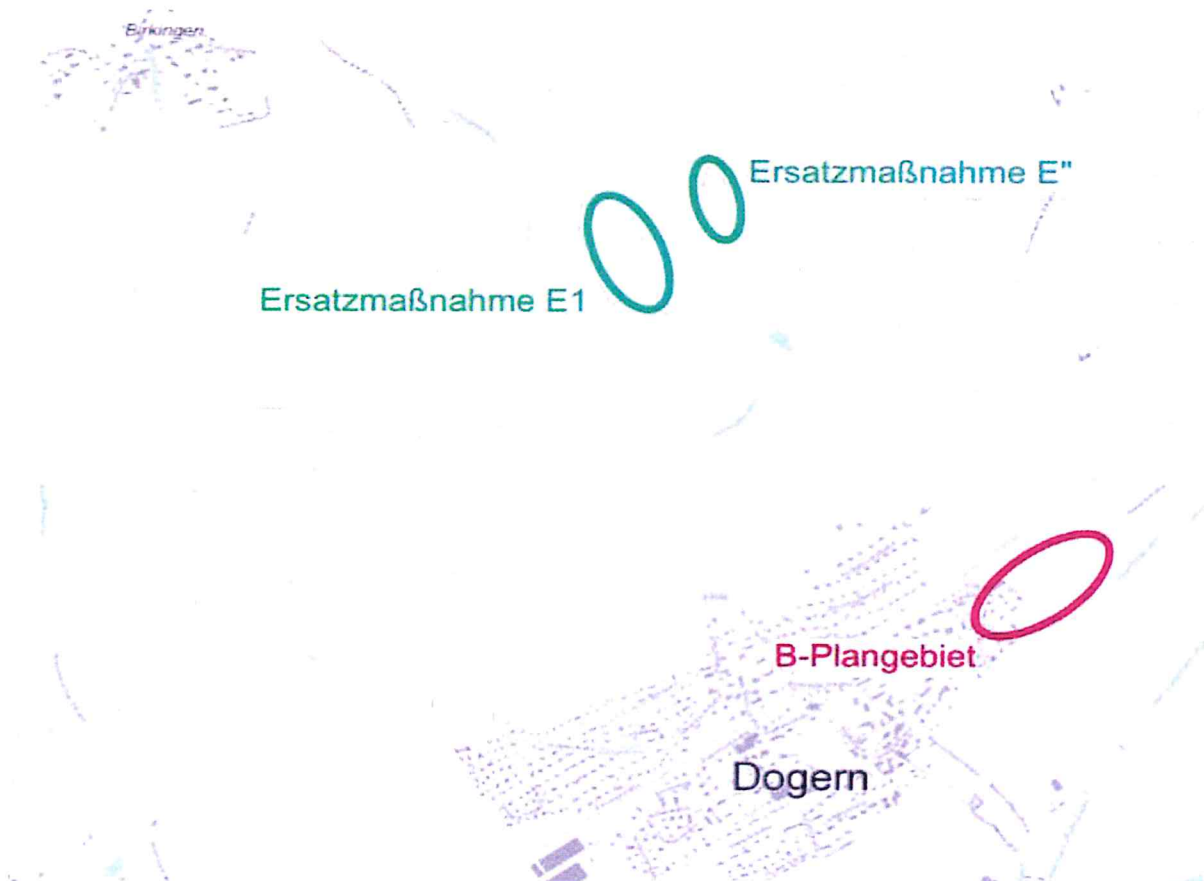 Birkingen
Ersatzmaßnahme E"
Ersatzmaßnahme E1
B-Plangebiet
Dogern